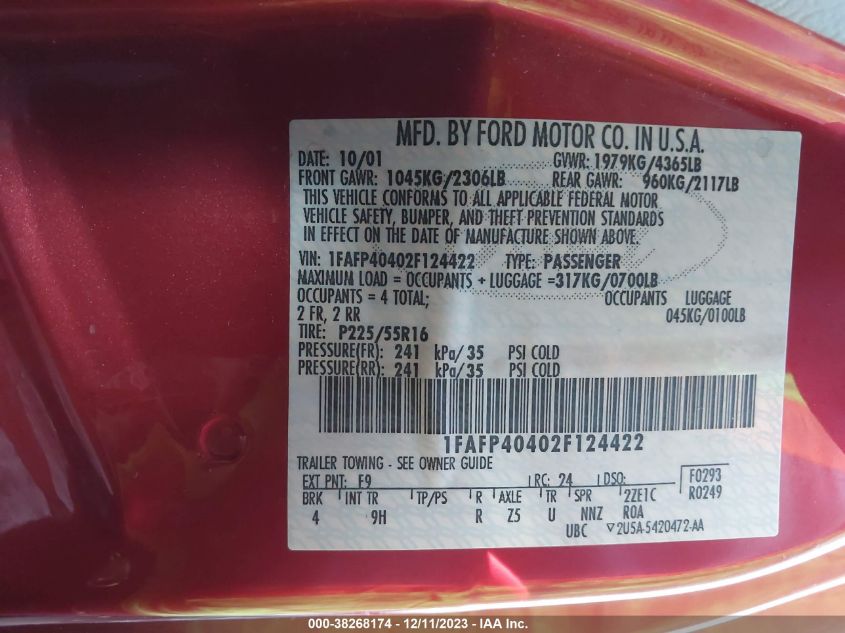 MFD. BY FORD MOTOR CO. IN U.S.A.
DATE: 10/01 GVWR: 1979KG/4365LB
FRONT GAWR: 1045KG/2306LB REAR GAWR: 960KG/2117LB
THIS VEHICLE CONFORMS TO ALL APPLICABLE FEDERAL MOTOR
VEHICLE SAFETY, BUMPER, AND THEFT PREVENTION STANDARDS
IN EFFECT ON THE DATE OF MANUFACTURE SHOWN ABOVE.
VIN: 1FAFP40402F124422 TYPE: PASSENGER
MAXIMUM LOAD = OCCUPANTS + LUGGAGE =317KG/0700LB
OCCUPANTS = 4 TOTAL; OCCUPANTS LUGGAGE
2 FR, 2 RR 045KG/0100LB
TIRE: P225/55R16
PRESSURE(FR): 241 kPa/35 PSI COLD
PRESSURE(RR): 241 kPa/35 PSI COLD
1FAFP40402F124422
TRAILER TOWING - SEE OWNER GUIDE
EXT PNT: F9 RC: 24 DSO: F0293
BRK INT TR TP/PS R AXLE TR SPR 2ZE1C R0249
4 9H R Z5 U NNZ ROA
UBC ▽2U5A-5420472-AA
000-38268174 - 12/11/2023 - IAA Inc.